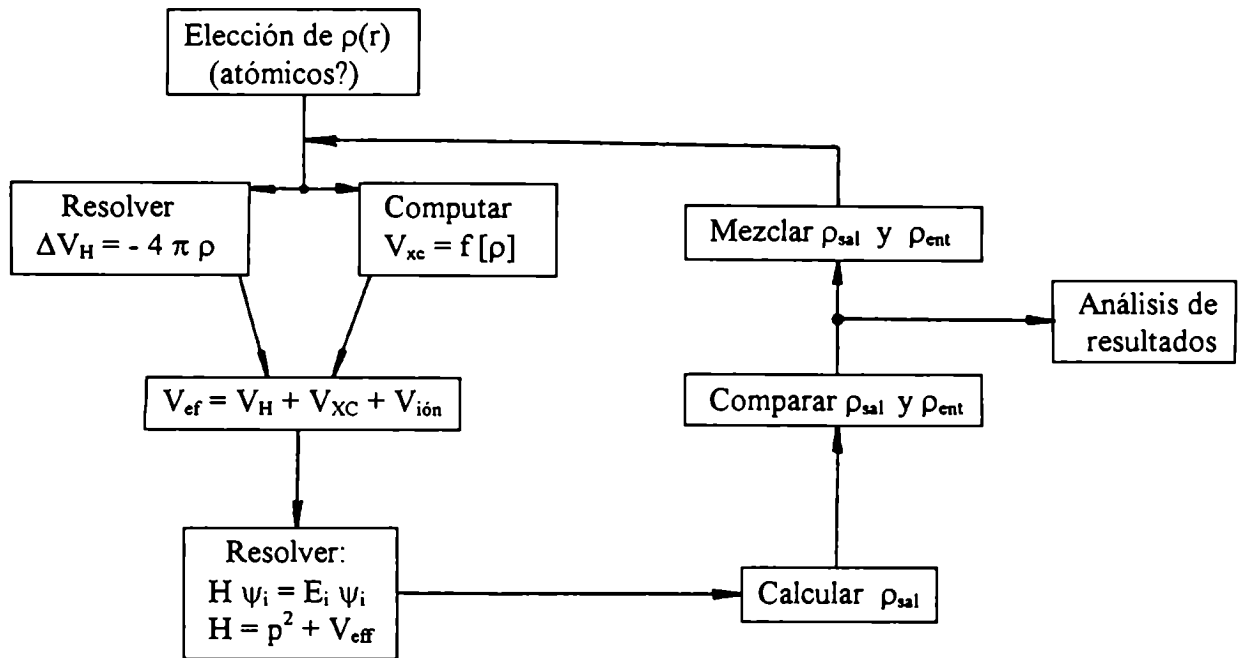 Elección de ρ(r)
(atómicos?)
Resolver
ΔV_H = - 4 π ρ
Computar
V_xc = f [ρ]
V_ef = V_H + V_XC + V_ión
Resolver:
H ψ_i = E_i ψ_i
H = p² + V_eff
Calcular ρ_sal
Comparar ρ_sal y ρ_ent
Mezclar ρ_sal y ρ_ent
Análisis de
resultados